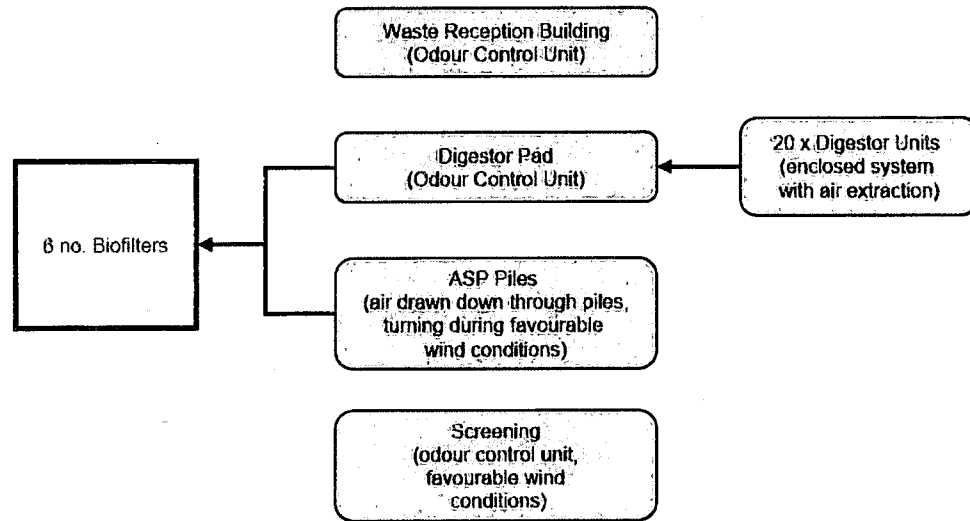 Waste Reception Building
(Odour Control Unit)
Digestor Pad
(Odour Control Unit)
20 x Digestor Units
(enclosed system
with air extraction)
6 no. Biofilters
ASP Piles
(air drawn down through piles,
turning during favourable
wind conditions)
Screening
(odour control unit,
favourable wind
conditions)